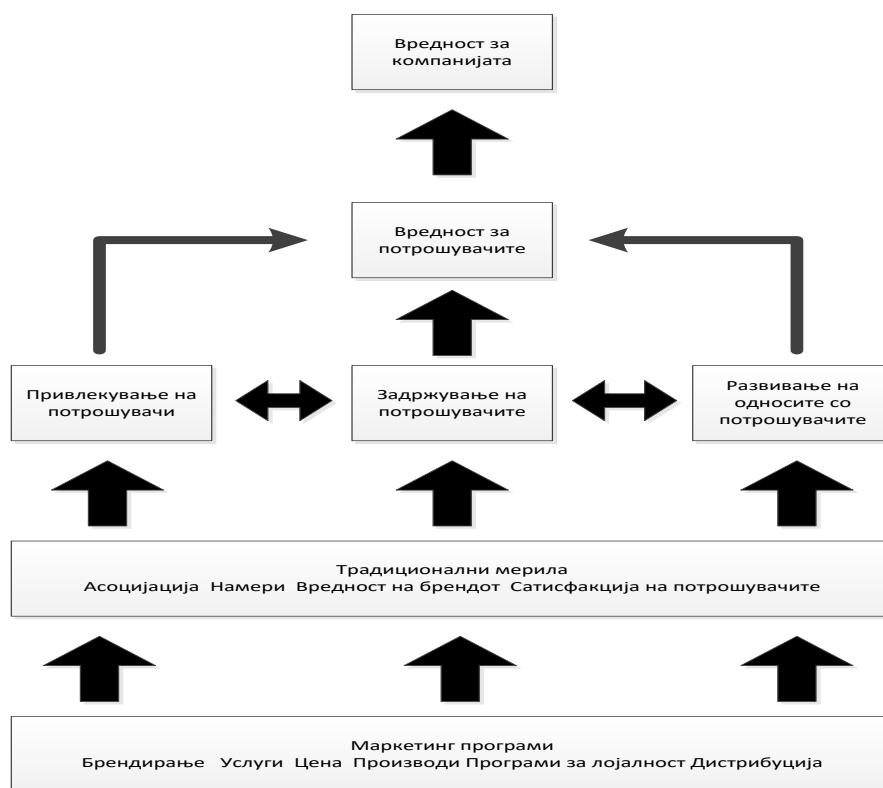 Вредност за
компанијата
Вредност за
потрошувачите
Привлекување на
потрошувачи
Задржување на
потрошувачите
Развивање на
односите со
потрошувачите
Традиционални мерила
Асоцијација Намери Вредност на брендот Сатисфакција на потрошувачите
Маркетинг програми
Брендирање Услуги Цена Производи Програми за лојалност Дистрибуција